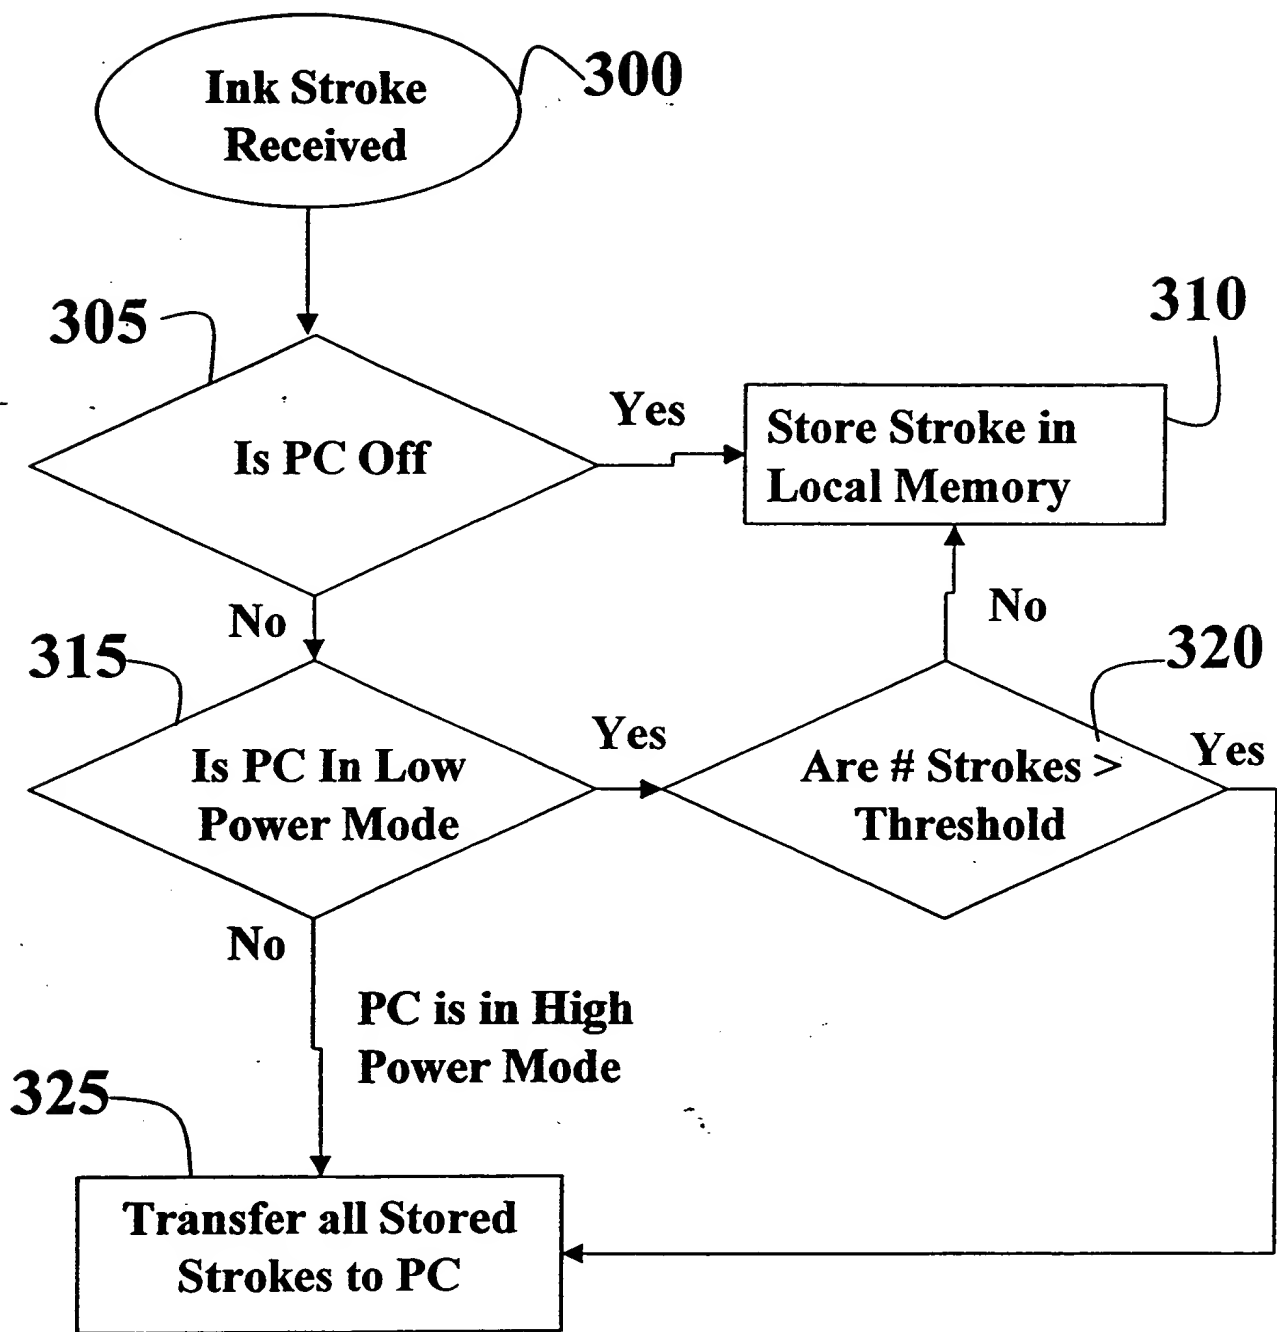 Ink Stroke
Received
300
305
Is PC Off
Yes
310
Store Stroke in
Local Memory
No
No
315
Is PC In Low
Power Mode
Yes
320
Are # Strokes >
Threshold
Yes
No
PC is in High
Power Mode
325
Transfer all Stored
Strokes to PC